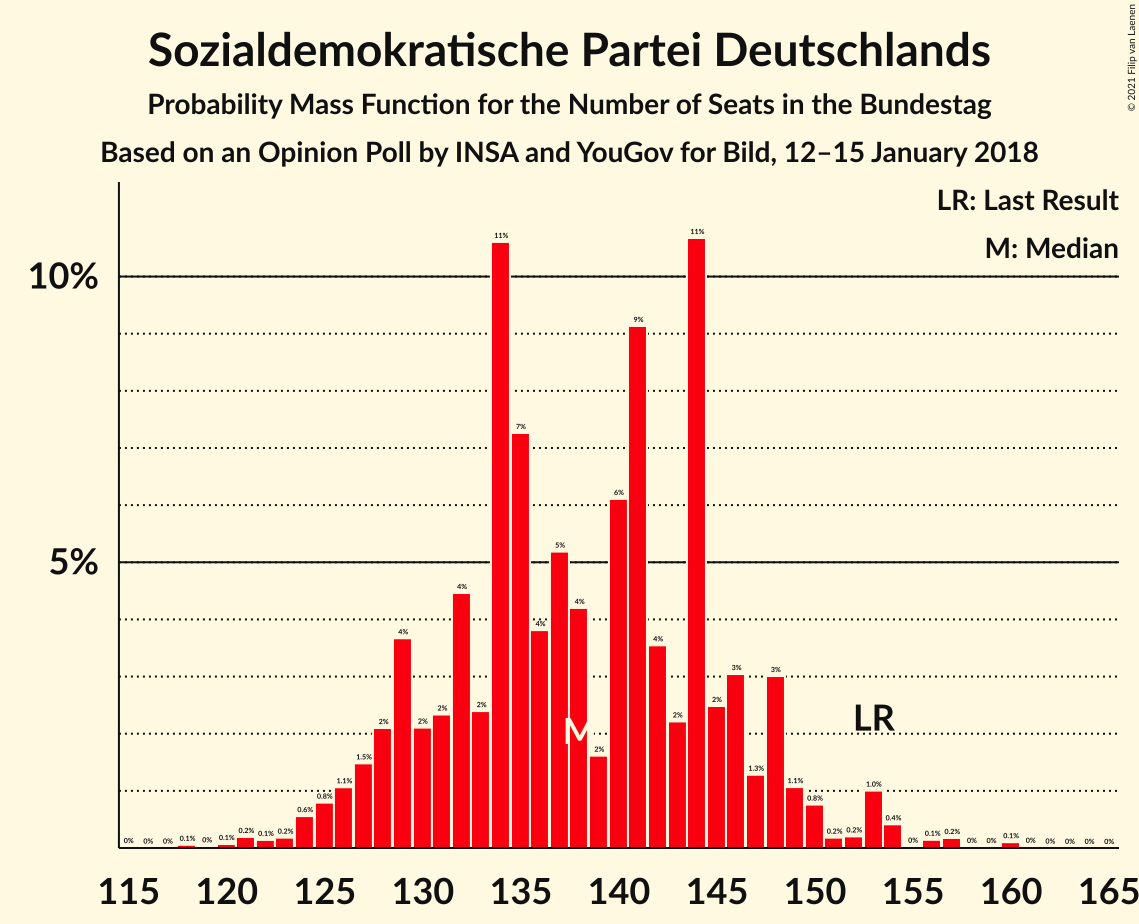 Sozialdemokratische Partei Deutschlands
Probability Mass Function for the Number of Seats in the Bundestag
Based on an Opinion Poll by INSA and YouGov for Bild, 12–15 January 2018
© 2021 Filip van Laenen
LR: Last Result
M: Median
10%
5%
0% 0% 0% 0.1% 0% 0.1% 0.2% 0.1% 0.2% 0.6% 0.8% 1.1% 1.5% 2% 4% 2% 2% 4% 2% 11% 7% 4% 5% 4% 2% 6% 9% 4% 2% 11% 2% 3% 1.3% 3% 1.1% 0.8% 0.2% 0.2% 1.0% 0.4% 0% 0.1% 0.2% 0% 0% 0.1% 0% 0% 0% 0% 0%
M
LR
115 120 125 130 135 140 145 150 155 160 165